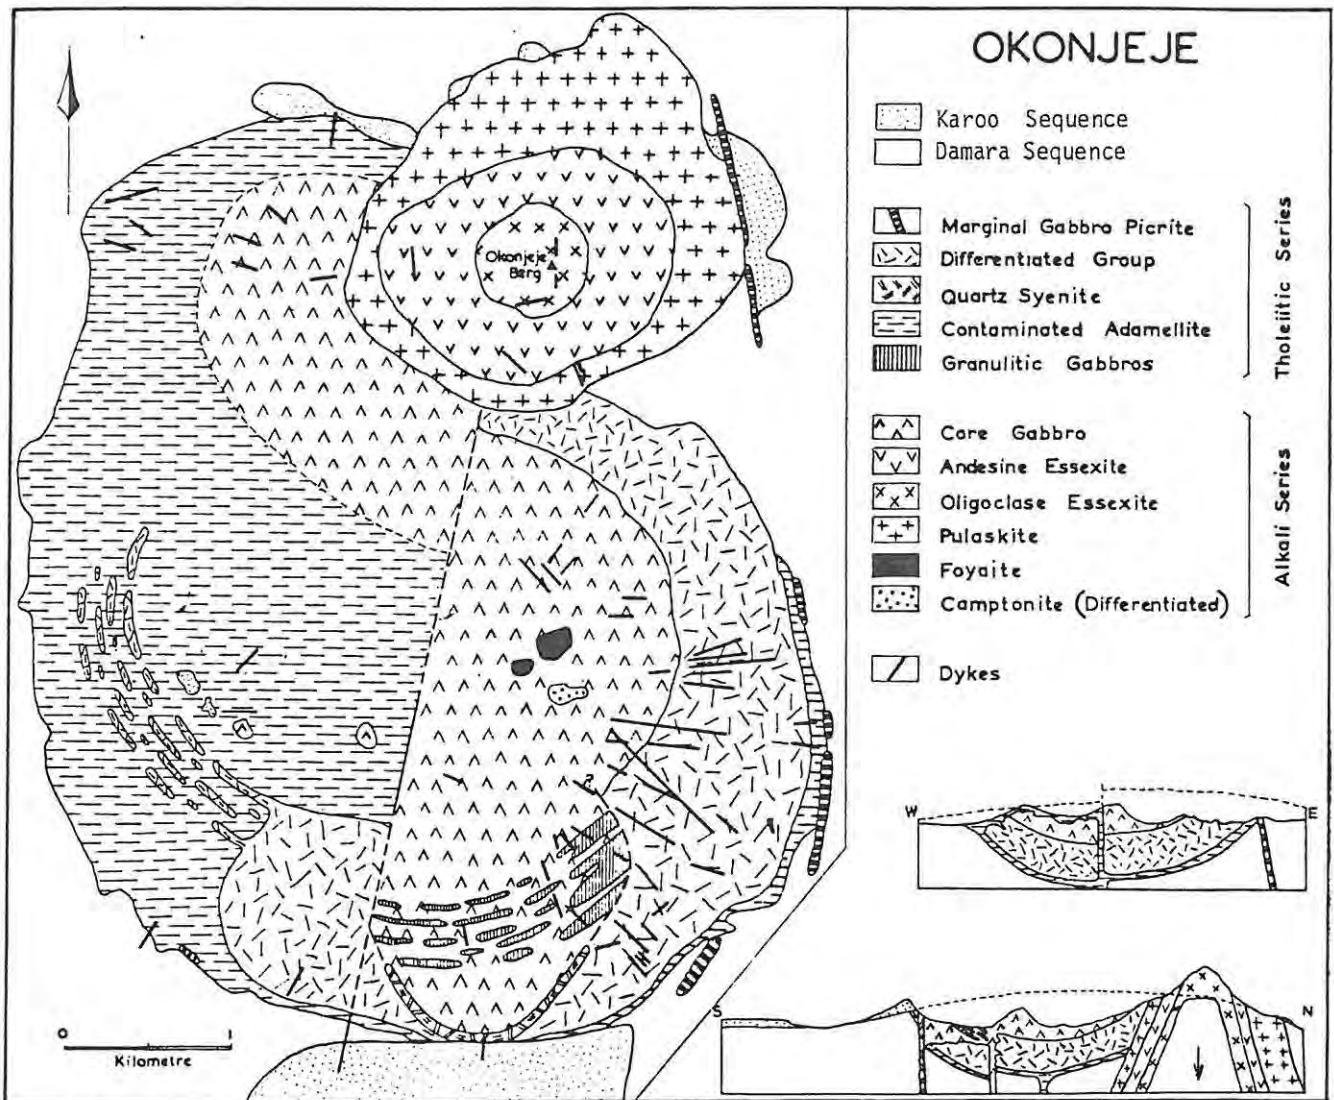 OKONJEJE
Karoo Sequence
Damara Sequence
Marginal Gabbro Picrite
Differentiated Group
Quartz Syenite
Contaminated Adamellite
Granulitic Gabbros
Tholeiitic Series
Core Gabbro
Andesine Essexite
Oligoclase Essexite
Pulaskite
Foyaite
Camptonite (Differentiated)
Alkali Series
Dykes
Okonjeje
Berg
?
W
E
S
N
0 1
Kilometre